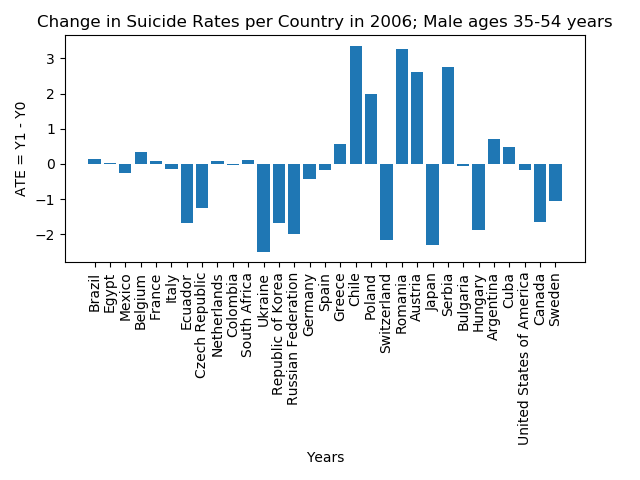 Change in Suicide Rates per Country in 2006; Male ages 35-54 years
ATE = Y1 - Y0
3
2
1
0
−1
−2
Brazil
Egypt
Mexico
Belgium
France
Italy
Ecuador
Czech Republic
Netherlands
Colombia
South Africa
Ukraine
Republic of Korea
Russian Federation
Germany
Spain
Greece
Chile
Poland
Switzerland
Romania
Austria
Japan
Serbia
Bulgaria
Hungary
Argentina
Cuba
United States of America
Canada
Sweden
Years